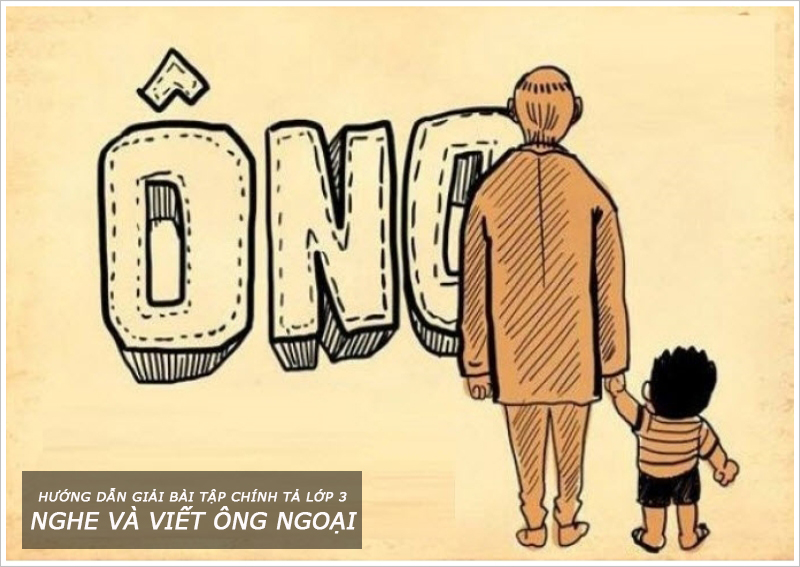 ÔNG
HƯỚNG DẪN GIẢI BÀI TẬP CHÍNH TẢ LỚP 3
NGHE VÀ VIẾT ÔNG NGOẠI